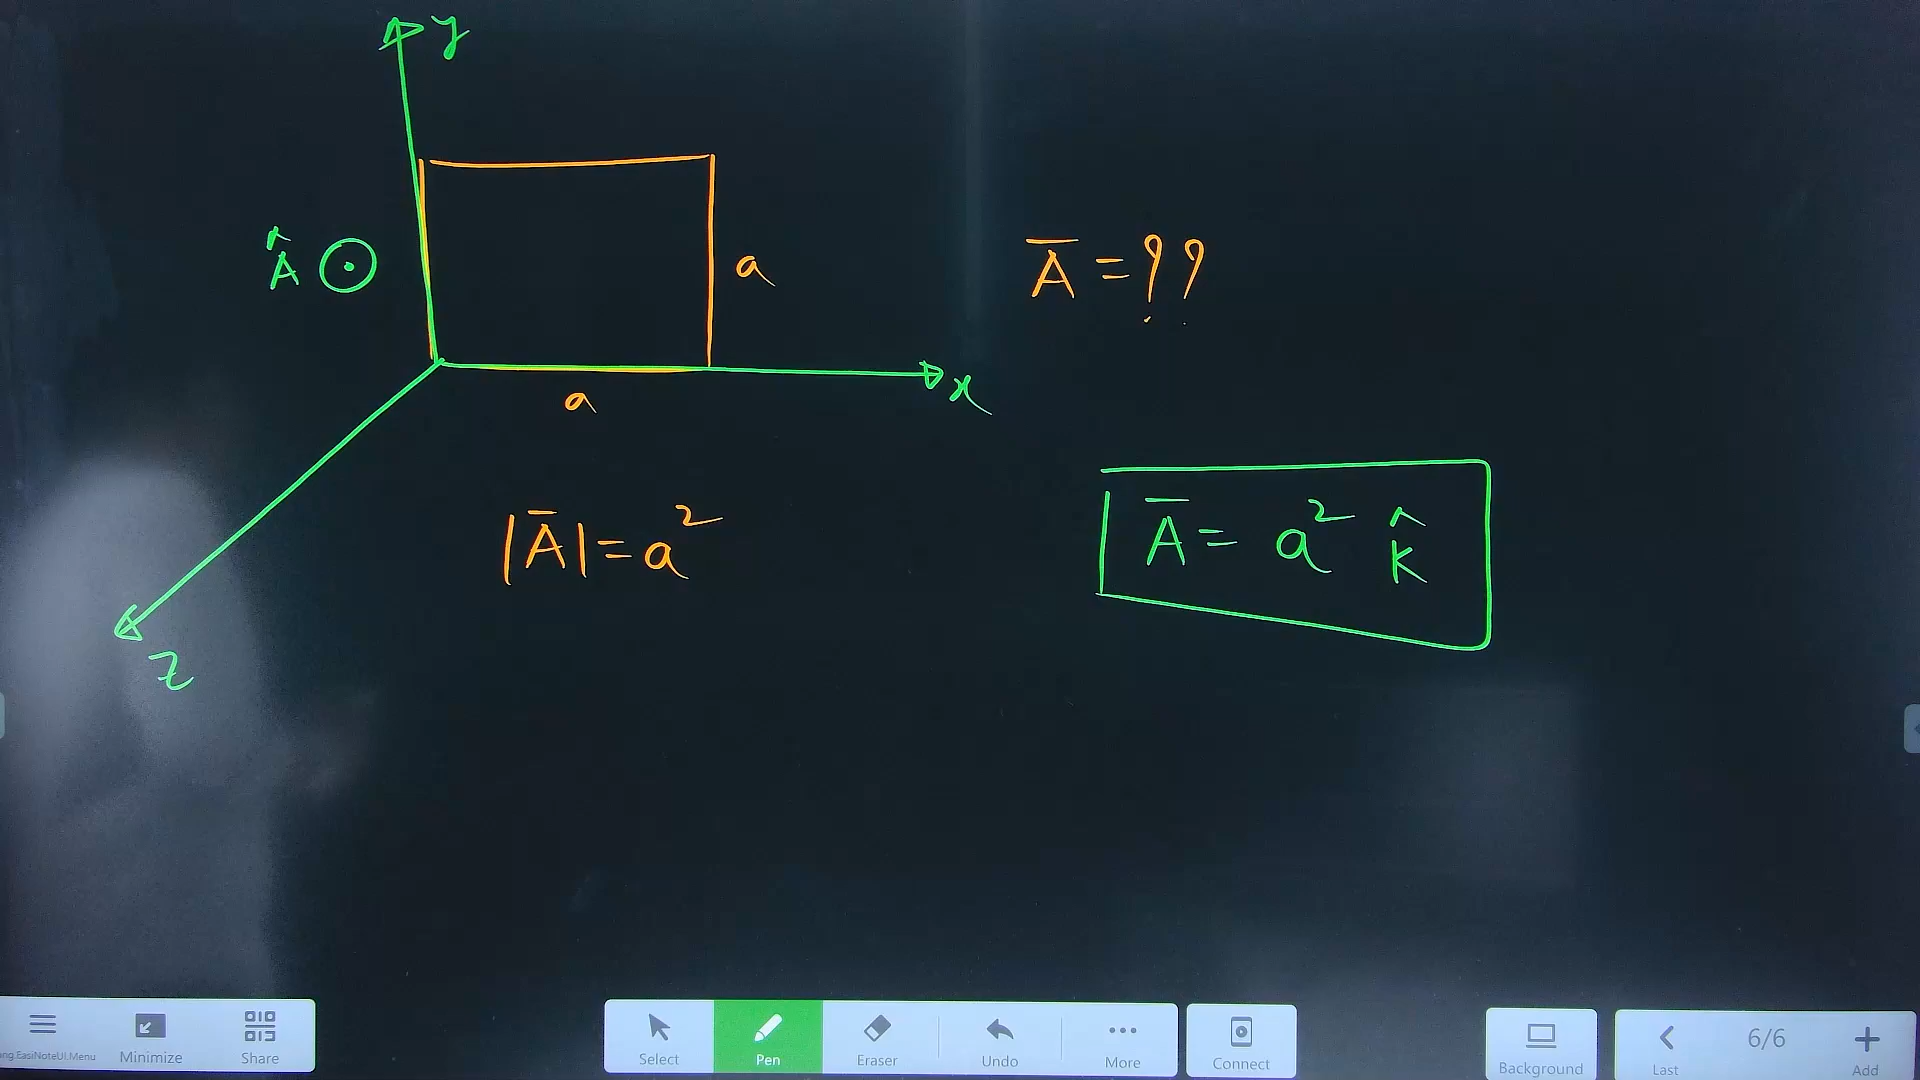 y
Â ⊙
a
A̅ = ??
x
a
|A̅| = a²
A̅ = a² k̂
z
Minimize
Share
Select
Pen
Eraser
Undo
More
Connect
Background
Last
6/6
Add